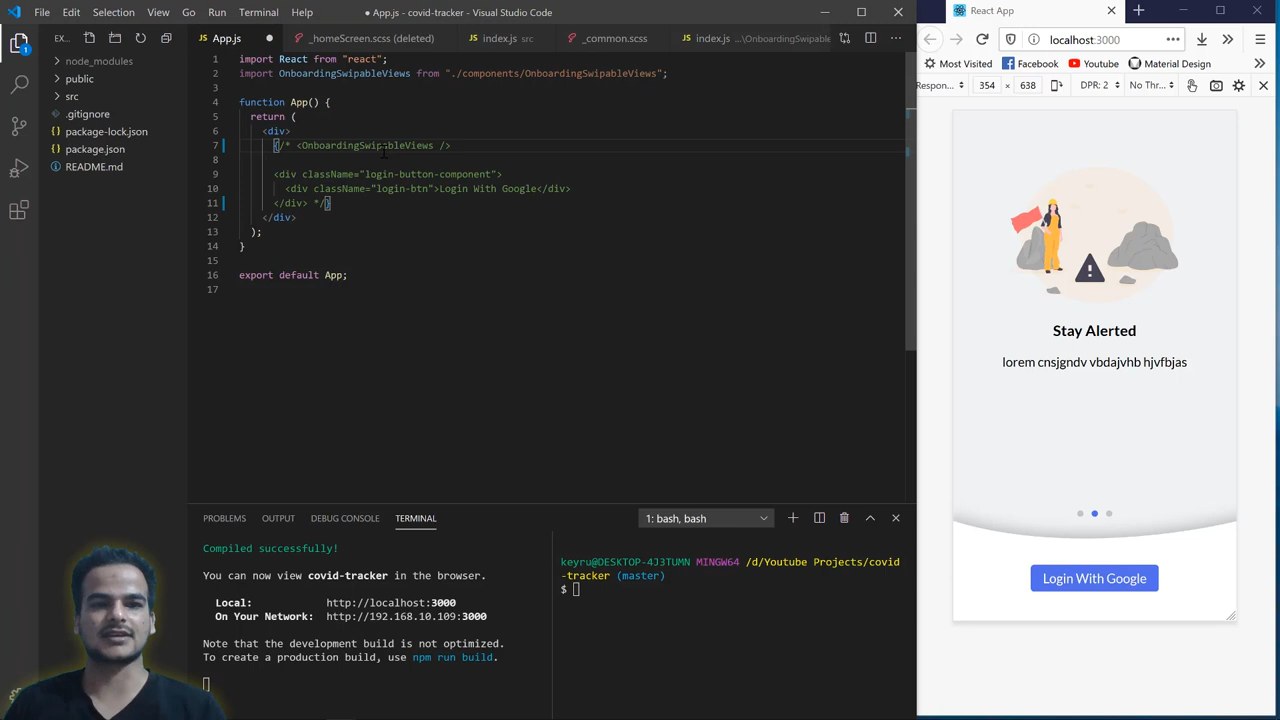 File Edit Selection View Go Run Terminal Help
● App.js - covid-tracker - Visual Studio Code
React App
EX...
App.js
_homeScreen.scss (deleted)
index.js src
_common.scss
index.js ...\OnboardingSwipable
localhost:3000
Most Visited
Facebook
Youtube
Material Design
Respon...
354 × 638
DPR: 2
No Thr...
1
node_modules
public
src
.gitignore
package-lock.json
package.json
README.md
1 import React from "react";
2 import OnboardingSwipableViews from "./components/OnboardingSwipableViews";
3
4 function App() {
5 return (
6 <div>
7 {/* <OnboardingSwipableViews />
8
9 <div className="login-button-component">
10 <div className="login-btn">Login With Google</div>
11 </div> */}
12 </div>
13 );
14 }
15
16 export default App;
17
Stay Alerted
lorem cnsjgndv vbdajvhb hjvfbjas
Login With Google
PROBLEMS OUTPUT DEBUG CONSOLE TERMINAL
1: bash, bash
Compiled successfully!
You can now view covid-tracker in the browser.
Local: http://localhost:3000
On Your Network: http://192.168.10.109:3000
Note that the development build is not optimized.
To create a production build, use npm run build.
keyru@DESKTOP-4J3TUMN MINGW64 /d/Youtube Projects/covid
-tracker (master)
$